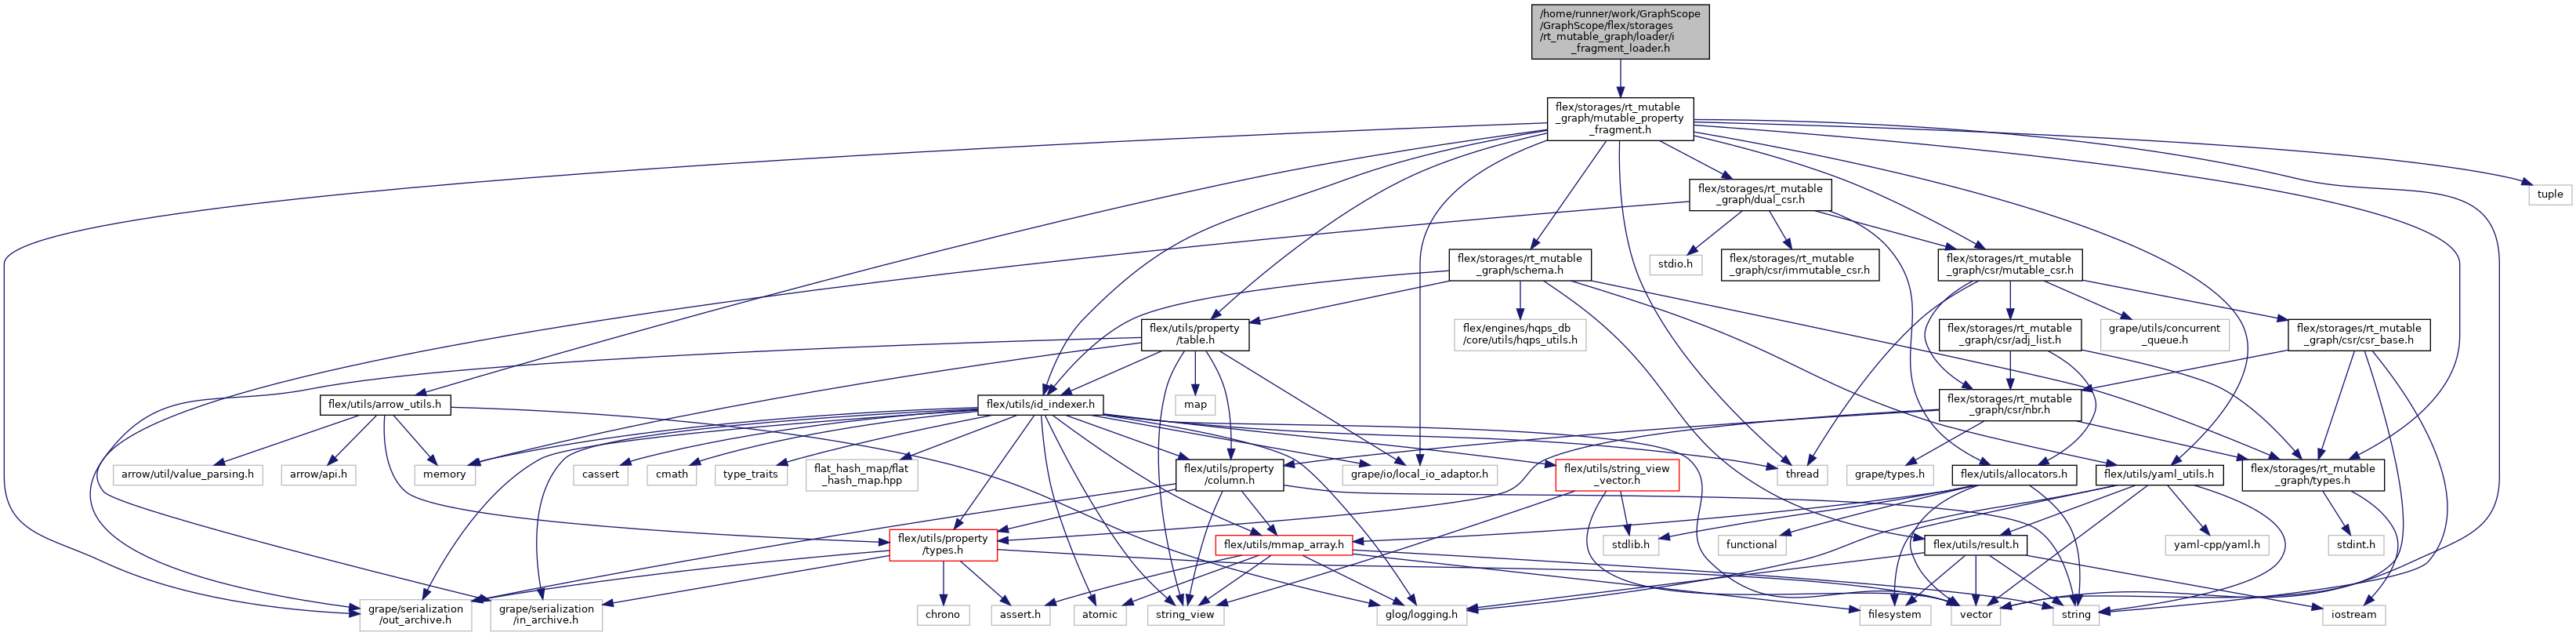 /home/runner/work/GraphScope
/GraphScope/flex/storages
/rt_mutable_graph/loader/i
_fragment_loader.h
flex/storages/rt_mutable
_graph/mutable_property
_fragment.h
flex/storages/rt_mutable
_graph/dual_csr.h
tuple
flex/storages/rt_mutable
_graph/schema.h
stdio.h
flex/storages/rt_mutable
_graph/csr/immutable_csr.h
flex/storages/rt_mutable
_graph/csr/mutable_csr.h
flex/utils/property
/table.h
flex/engines/hqps_db
/core/utils/hqps_utils.h
flex/storages/rt_mutable
_graph/csr/adj_list.h
grape/utils/concurrent
_queue.h
flex/storages/rt_mutable
_graph/csr/csr_base.h
flex/utils/arrow_utils.h
flex/utils/id_indexer.h
map
flex/storages/rt_mutable
_graph/csr/nbr.h
arrow/util/value_parsing.h
arrow/api.h
memory
cassert
cmath
type_traits
flat_hash_map/flat
_hash_map.hpp
flex/utils/property
/column.h
grape/io/local_io_adaptor.h
flex/utils/string_view
_vector.h
thread
grape/types.h
flex/utils/allocators.h
flex/utils/yaml_utils.h
flex/storages/rt_mutable
_graph/types.h
flex/utils/property
/types.h
flex/utils/mmap_array.h
stdlib.h
functional
flex/utils/result.h
yaml-cpp/yaml.h
stdint.h
grape/serialization
/out_archive.h
grape/serialization
/in_archive.h
chrono
assert.h
atomic
string_view
glog/logging.h
filesystem
vector
string
iostream